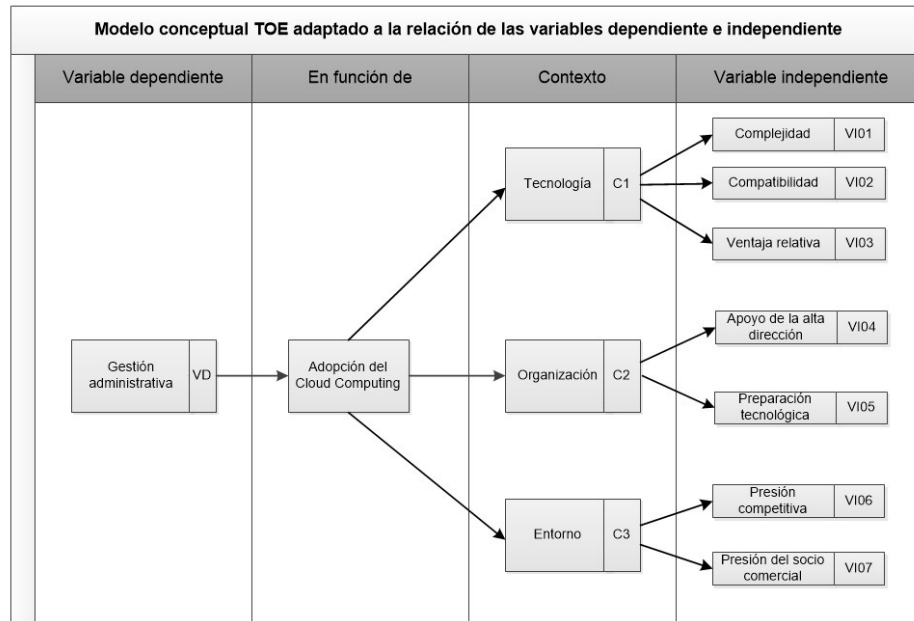 Modelo conceptual TOE adaptado a la relación de las variables dependiente e independiente
Variable dependiente
En función de
Contexto
Variable independiente
Gestión
administrativa
VD
Adopción del
Cloud Computing
Tecnología
C1
Complejidad
VI01
Compatibilidad
VI02
Ventaja relativa
VI03
Organización
C2
Apoyo de la alta
dirección
VI04
Preparación
tecnológica
VI05
Entorno
C3
Presión
competitiva
VI06
Presión del socio
comercial
VI07